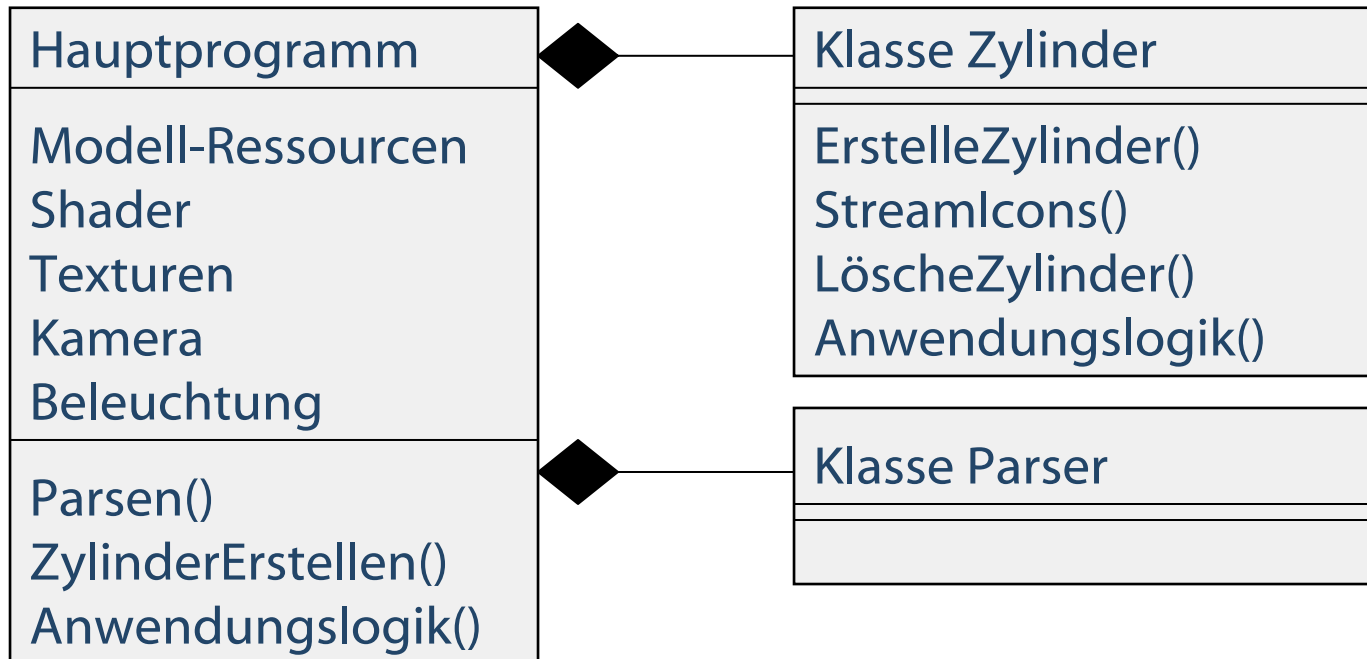 Hauptprogramm
Modell-Ressourcen
Shader
Texturen
Kamera
Beleuchtung
Parsen()
ZylinderErstellen()
Anwendungslogik()
Klasse Zylinder
ErstelleZylinder()
StreamIcons()
LöscheZylinder()
Anwendungslogik()
Klasse Parser